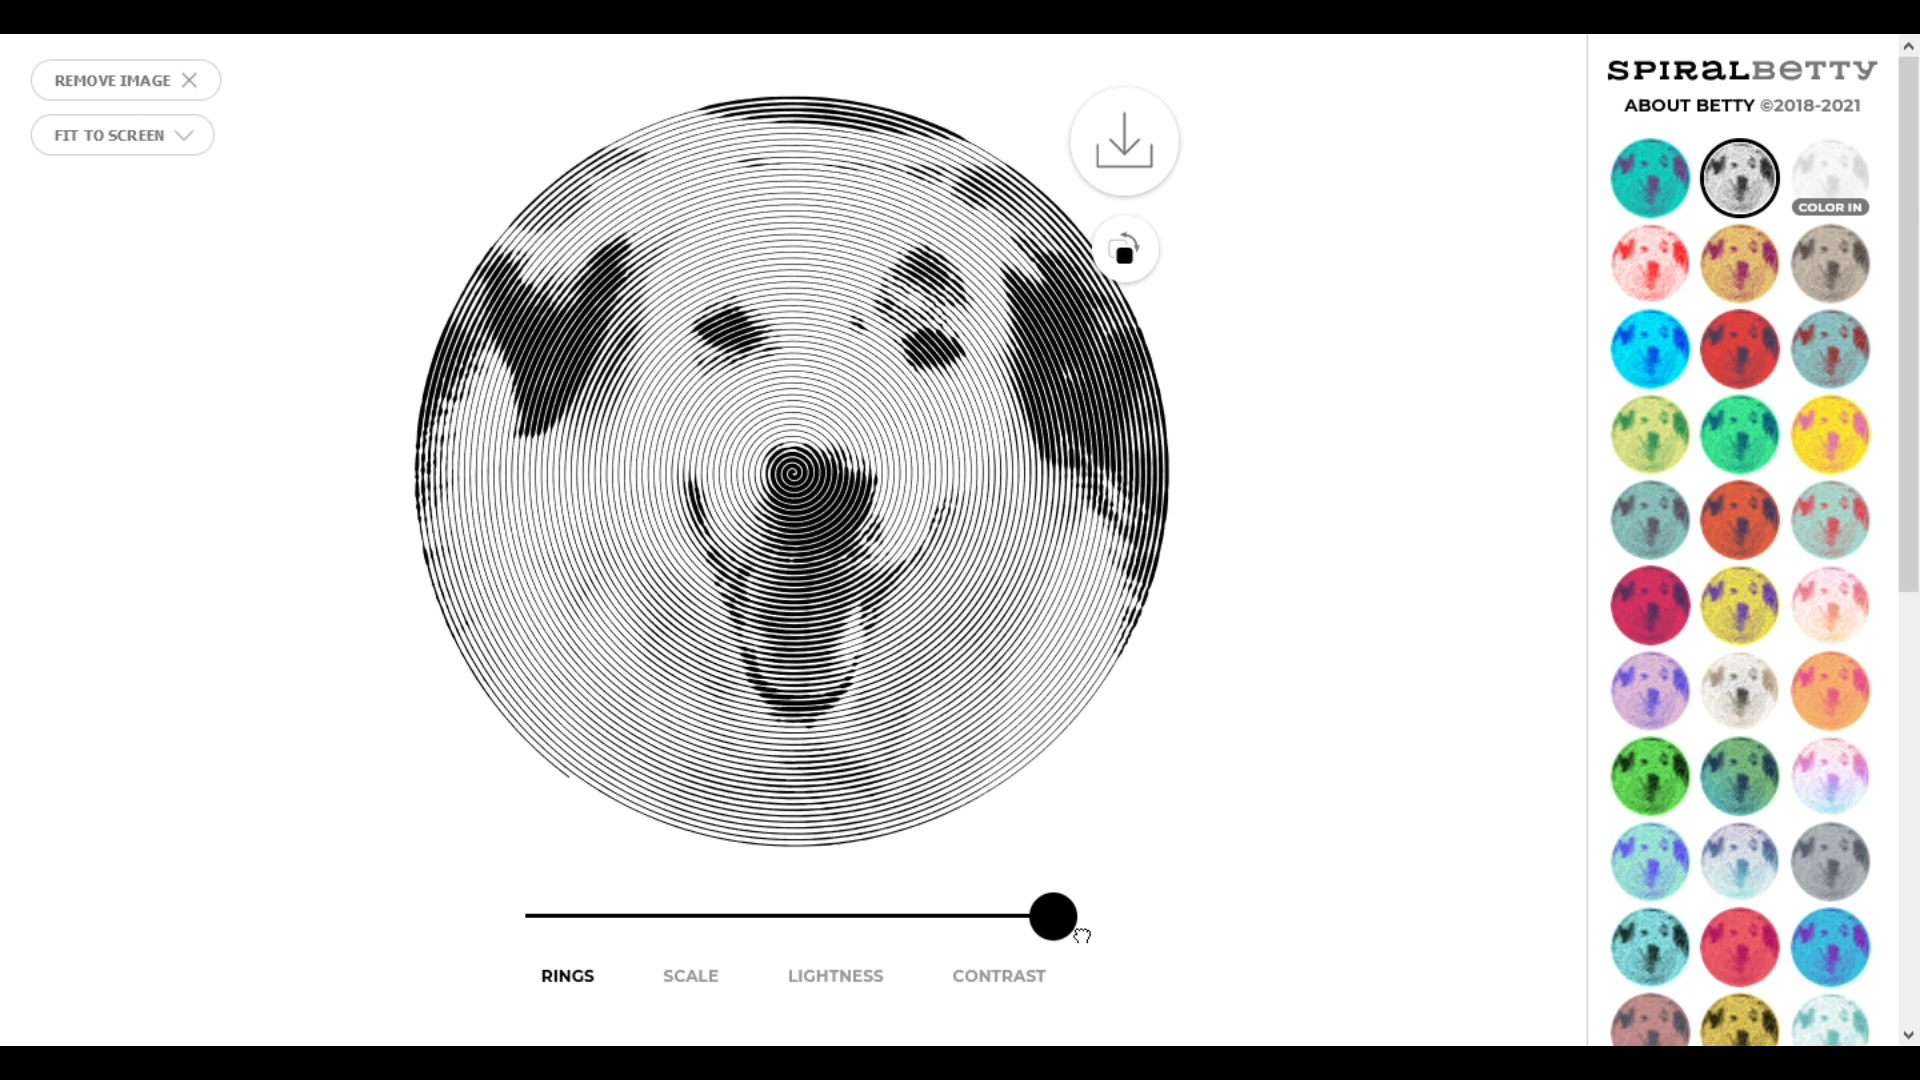 REMOVE IMAGE
FIT TO SCREEN
SPIRALBETTY
ABOUT BETTY ©2018-2021
COLOR IN
RINGS
SCALE
LIGHTNESS
CONTRAST